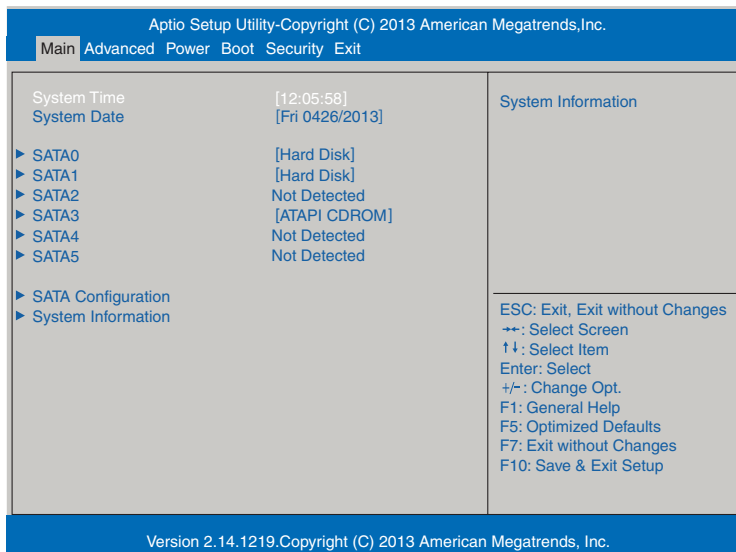 Aptio Setup Utility-Copyright (C) 2013 American Megatrends,Inc.
Main Advanced Power Boot Security Exit
System Time [12:05:58]
System Date [Fri 0426/2013]
► SATA0 [Hard Disk]
► SATA1 [Hard Disk]
► SATA2 Not Detected
► SATA3 [ATAPI CDROM]
► SATA4 Not Detected
► SATA5 Not Detected
► SATA Configuration
► System Information
System Information
ESC: Exit, Exit without Changes
→←: Select Screen
↑↓: Select Item
Enter: Select
+/-: Change Opt.
F1: General Help
F5: Optimized Defaults
F7: Exit without Changes
F10: Save & Exit Setup
Version 2.14.1219.Copyright (C) 2013 American Megatrends, Inc.